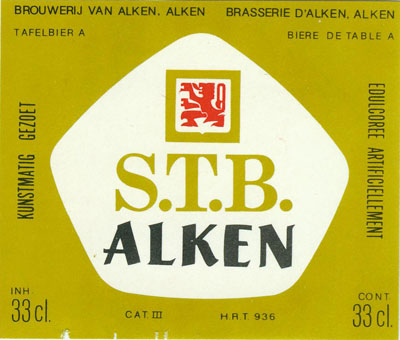 BROUWERIJ VAN ALKEN, ALKEN
BRASSERIE D'ALKEN, ALKEN
TAFELBIER A
BIERE DE TABLE A
KUNSTMATIG GEZOET
EDULCOREE ARTIFICIELLEMENT
S.T.B.
ALKEN
INH.
33 cl.
CAT. III
H.R.T. 936
CONT.
33 cl.